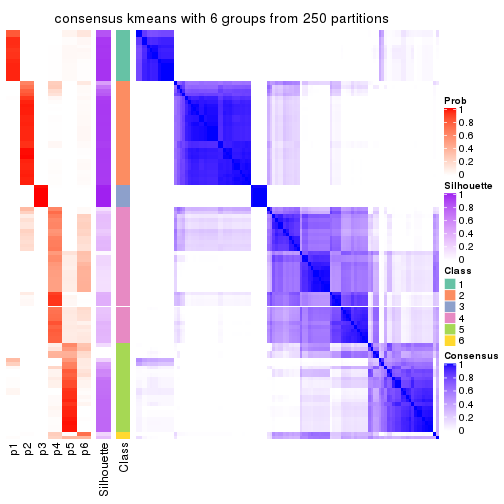 consensus kmeans with 6 groups from 250 partitions
Prob
1
0.8
0.6
0.4
0.2
0
Silhouette
1
0.8
0.6
0.4
0.2
0
Class
1
2
3
4
5
6
Consensus
1
0.8
0.6
0.4
0.2
0
p1
p2
p3
p4
p5
p6
Silhouette
Class